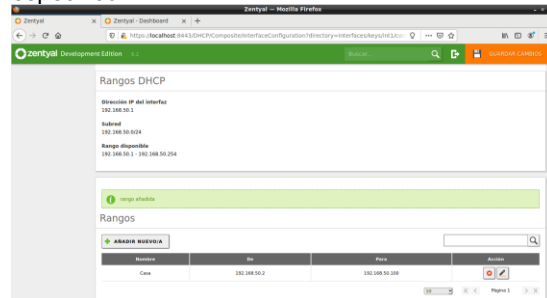 Zentyal — Mozilla Firefox
Zentyal × Zentyal - Dashboard × +
https://localhost:8443/DHCP/Composite/InterfaceConfiguration?directory=interfaces/keys/
zentyal Development Edition Buscar... GUARDAR CAMBIOS
Rangos DHCP
Dirección IP del interfaz
192.168.50.1
Subred
192.168.50.0/24
Rango disponible
192.168.50.1 - 192.168.50.254
rango añadido
Rangos
+ AÑADIR NUEVO/A
Nombre De Para Acción
Casa 192.168.50.2 192.168.50.100
10 Página 1